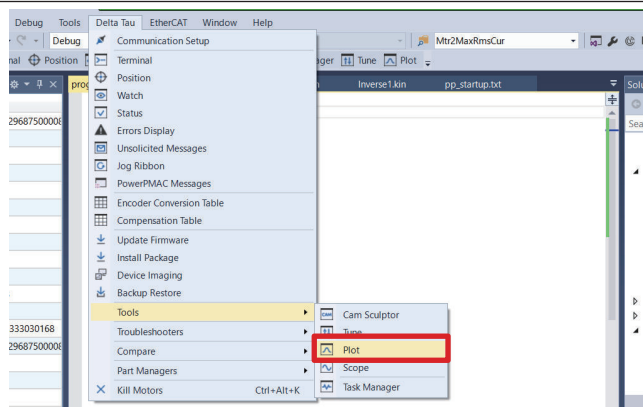 Debug Tools Delta Tau EtherCAT Window Help
Debug
Mtr2MaxRmsCur
Position
Tune Plot
Inverse1.kin pp_startup.txt
Communication Setup
Terminal
Position
Watch
Status
Errors Display
Unsolicited Messages
Jog Ribbon
PowerPMAC Messages
Encoder Conversion Table
Compensation Table
Update Firmware
Install Package
Device Imaging
Backup Restore
Tools
Troubleshooters
Compare
Part Managers
Kill Motors Ctrl+Alt+K
Cam Sculptor
Tune
Plot
Scope
Task Manager
333030168